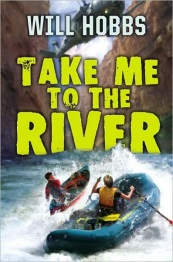 WILL HOBBS
TAKE ME
TO THE
RIVER